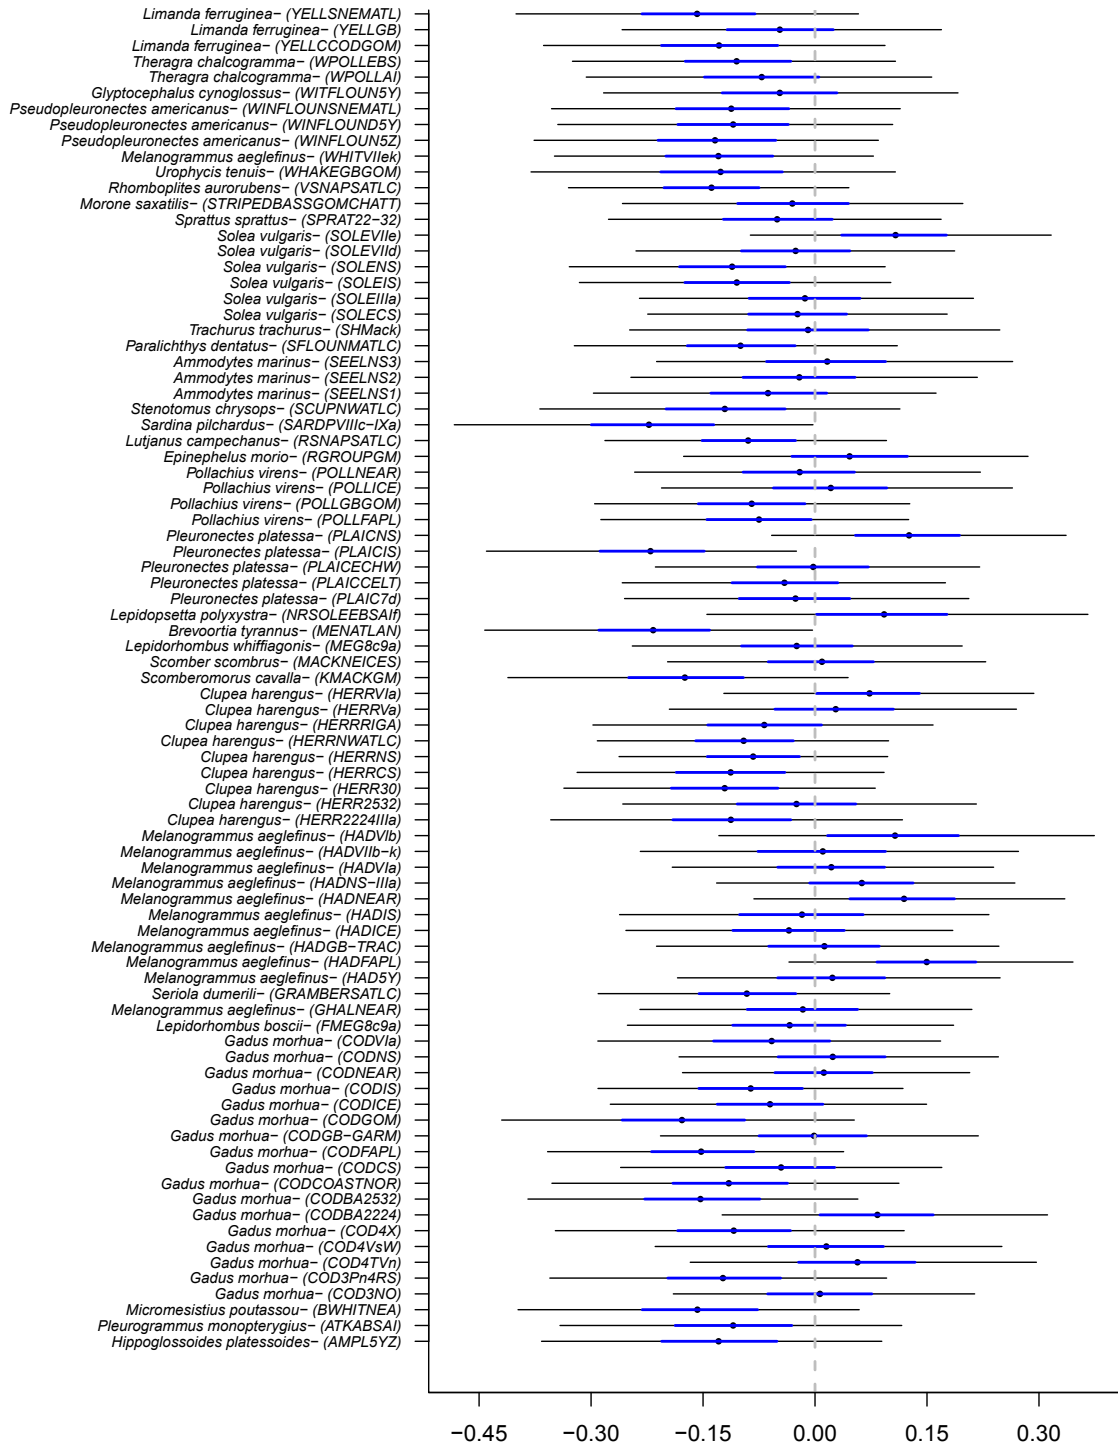 Limanda ferruginea− (YELLSNEMATL)
Limanda ferruginea− (YELLGB)
Limanda ferruginea− (YELLCCODGOM)
Theragra chalcogramma− (WPOLLEBS)
Theragra chalcogramma− (WPOLLAI)
Glyptocephalus cynoglossus− (WITFLOUN5Y)
Pseudopleuronectes americanus− (WINFLOUNSNEMATL)
Pseudopleuronectes americanus− (WINFLOUND5Y)
Pseudopleuronectes americanus− (WINFLOUN5Z)
Melanogrammus aeglefinus− (WHITVIIek)
Urophycis tenuis− (WHAKEGBGOM)
Rhomboplites aurorubens− (VSNAPSATLC)
Morone saxatilis− (STRIPEDBASSGOMCHATT)
Sprattus sprattus− (SPRAT22−32)
Solea vulgaris− (SOLEVIIe)
Solea vulgaris− (SOLEVIId)
Solea vulgaris− (SOLENS)
Solea vulgaris− (SOLEIS)
Solea vulgaris− (SOLEIIIa)
Solea vulgaris− (SOLECS)
Trachurus trachurus− (SHMack)
Paralichthys dentatus− (SFLOUNMATLC)
Ammodytes marinus− (SEELNS3)
Ammodytes marinus− (SEELNS2)
Ammodytes marinus− (SEELNS1)
Stenotomus chrysops− (SCUPNWATLC)
Sardina pilchardus− (SARDPVIIIc−IXa)
Lutjanus campechanus− (RSNAPSATLC)
Epinephelus morio− (RGROUPGM)
Pollachius virens− (POLLNEAR)
Pollachius virens− (POLLICE)
Pollachius virens− (POLLGBGOM)
Pollachius virens− (POLLFAPL)
Pleuronectes platessa− (PLAICNS)
Pleuronectes platessa− (PLAICIS)
Pleuronectes platessa− (PLAICECHW)
Pleuronectes platessa− (PLAICCELT)
Pleuronectes platessa− (PLAIC7d)
Lepidopsetta polyxystra− (NRSOLEEBSAIf)
Brevoortia tyrannus− (MENATLAN)
Lepidorhombus whiffiagonis− (MEG8c9a)
Scomber scombrus− (MACKNEICES)
Scomberomorus cavalla− (KMACKGM)
Clupea harengus− (HERRVIa)
Clupea harengus− (HERRVa)
Clupea harengus− (HERRRIGA)
Clupea harengus− (HERRNWATLC)
Clupea harengus− (HERRNS)
Clupea harengus− (HERRCS)
Clupea harengus− (HERR30)
Clupea harengus− (HERR2532)
Clupea harengus− (HERR2224IIIa)
Melanogrammus aeglefinus− (HADVIb)
Melanogrammus aeglefinus− (HADVIIb−k)
Melanogrammus aeglefinus− (HADVIa)
Melanogrammus aeglefinus− (HADNS−IIIa)
Melanogrammus aeglefinus− (HADNEAR)
Melanogrammus aeglefinus− (HADIS)
Melanogrammus aeglefinus− (HADICE)
Melanogrammus aeglefinus− (HADGB−TRAC)
Melanogrammus aeglefinus− (HADFAPL)
Melanogrammus aeglefinus− (HAD5Y)
Seriola dumerili− (GRAMBERSATLC)
Melanogrammus aeglefinus− (GHALNEAR)
Lepidorhombus boscii− (FMEG8c9a)
Gadus morhua− (CODVIa)
Gadus morhua− (CODNS)
Gadus morhua− (CODNEAR)
Gadus morhua− (CODIS)
Gadus morhua− (CODICE)
Gadus morhua− (CODGOM)
Gadus morhua− (CODGB−GARM)
Gadus morhua− (CODFAPL)
Gadus morhua− (CODCS)
Gadus morhua− (CODCOASTNOR)
Gadus morhua− (CODBA2532)
Gadus morhua− (CODBA2224)
Gadus morhua− (COD4X)
Gadus morhua− (COD4VsW)
Gadus morhua− (COD4TVn)
Gadus morhua− (COD3Pn4RS)
Gadus morhua− (COD3NO)
Micromesistius poutassou− (BWHITNEA)
Pleurogrammus monopterygius− (ATKABSAI)
Hippoglossoides platessoides− (AMPL5YZ)
−0.45 −0.30 −0.15 0.00 0.15 0.30